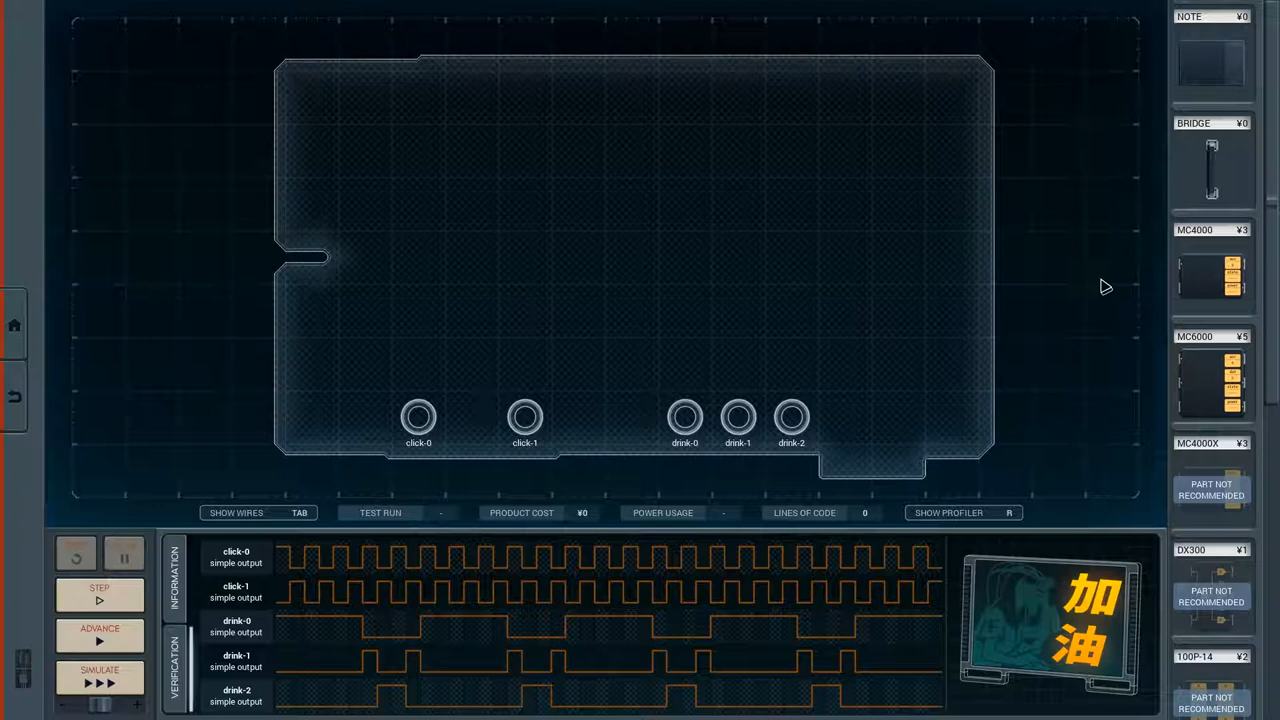 NOTE ¥0
BRIDGE ¥0
MC4000 ¥3
MC6000 ¥5
MC4000X ¥3
PART NOT
RECOMMENDED
DX300 ¥1
PART NOT
RECOMMENDED
100P-14 ¥2
PART NOT
RECOMMENDED
click-0
click-1
drink-0
drink-1
drink-2
SHOW WIRES TAB
TEST RUN -
PRODUCT COST ¥0
POWER USAGE -
LINES OF CODE 0
SHOW PROFILER R
STEP
ADVANCE
SIMULATE
- +
INFORMATION
VERIFICATION
click-0
simple output
click-1
simple output
drink-0
simple output
drink-1
simple output
drink-2
simple output
加
油